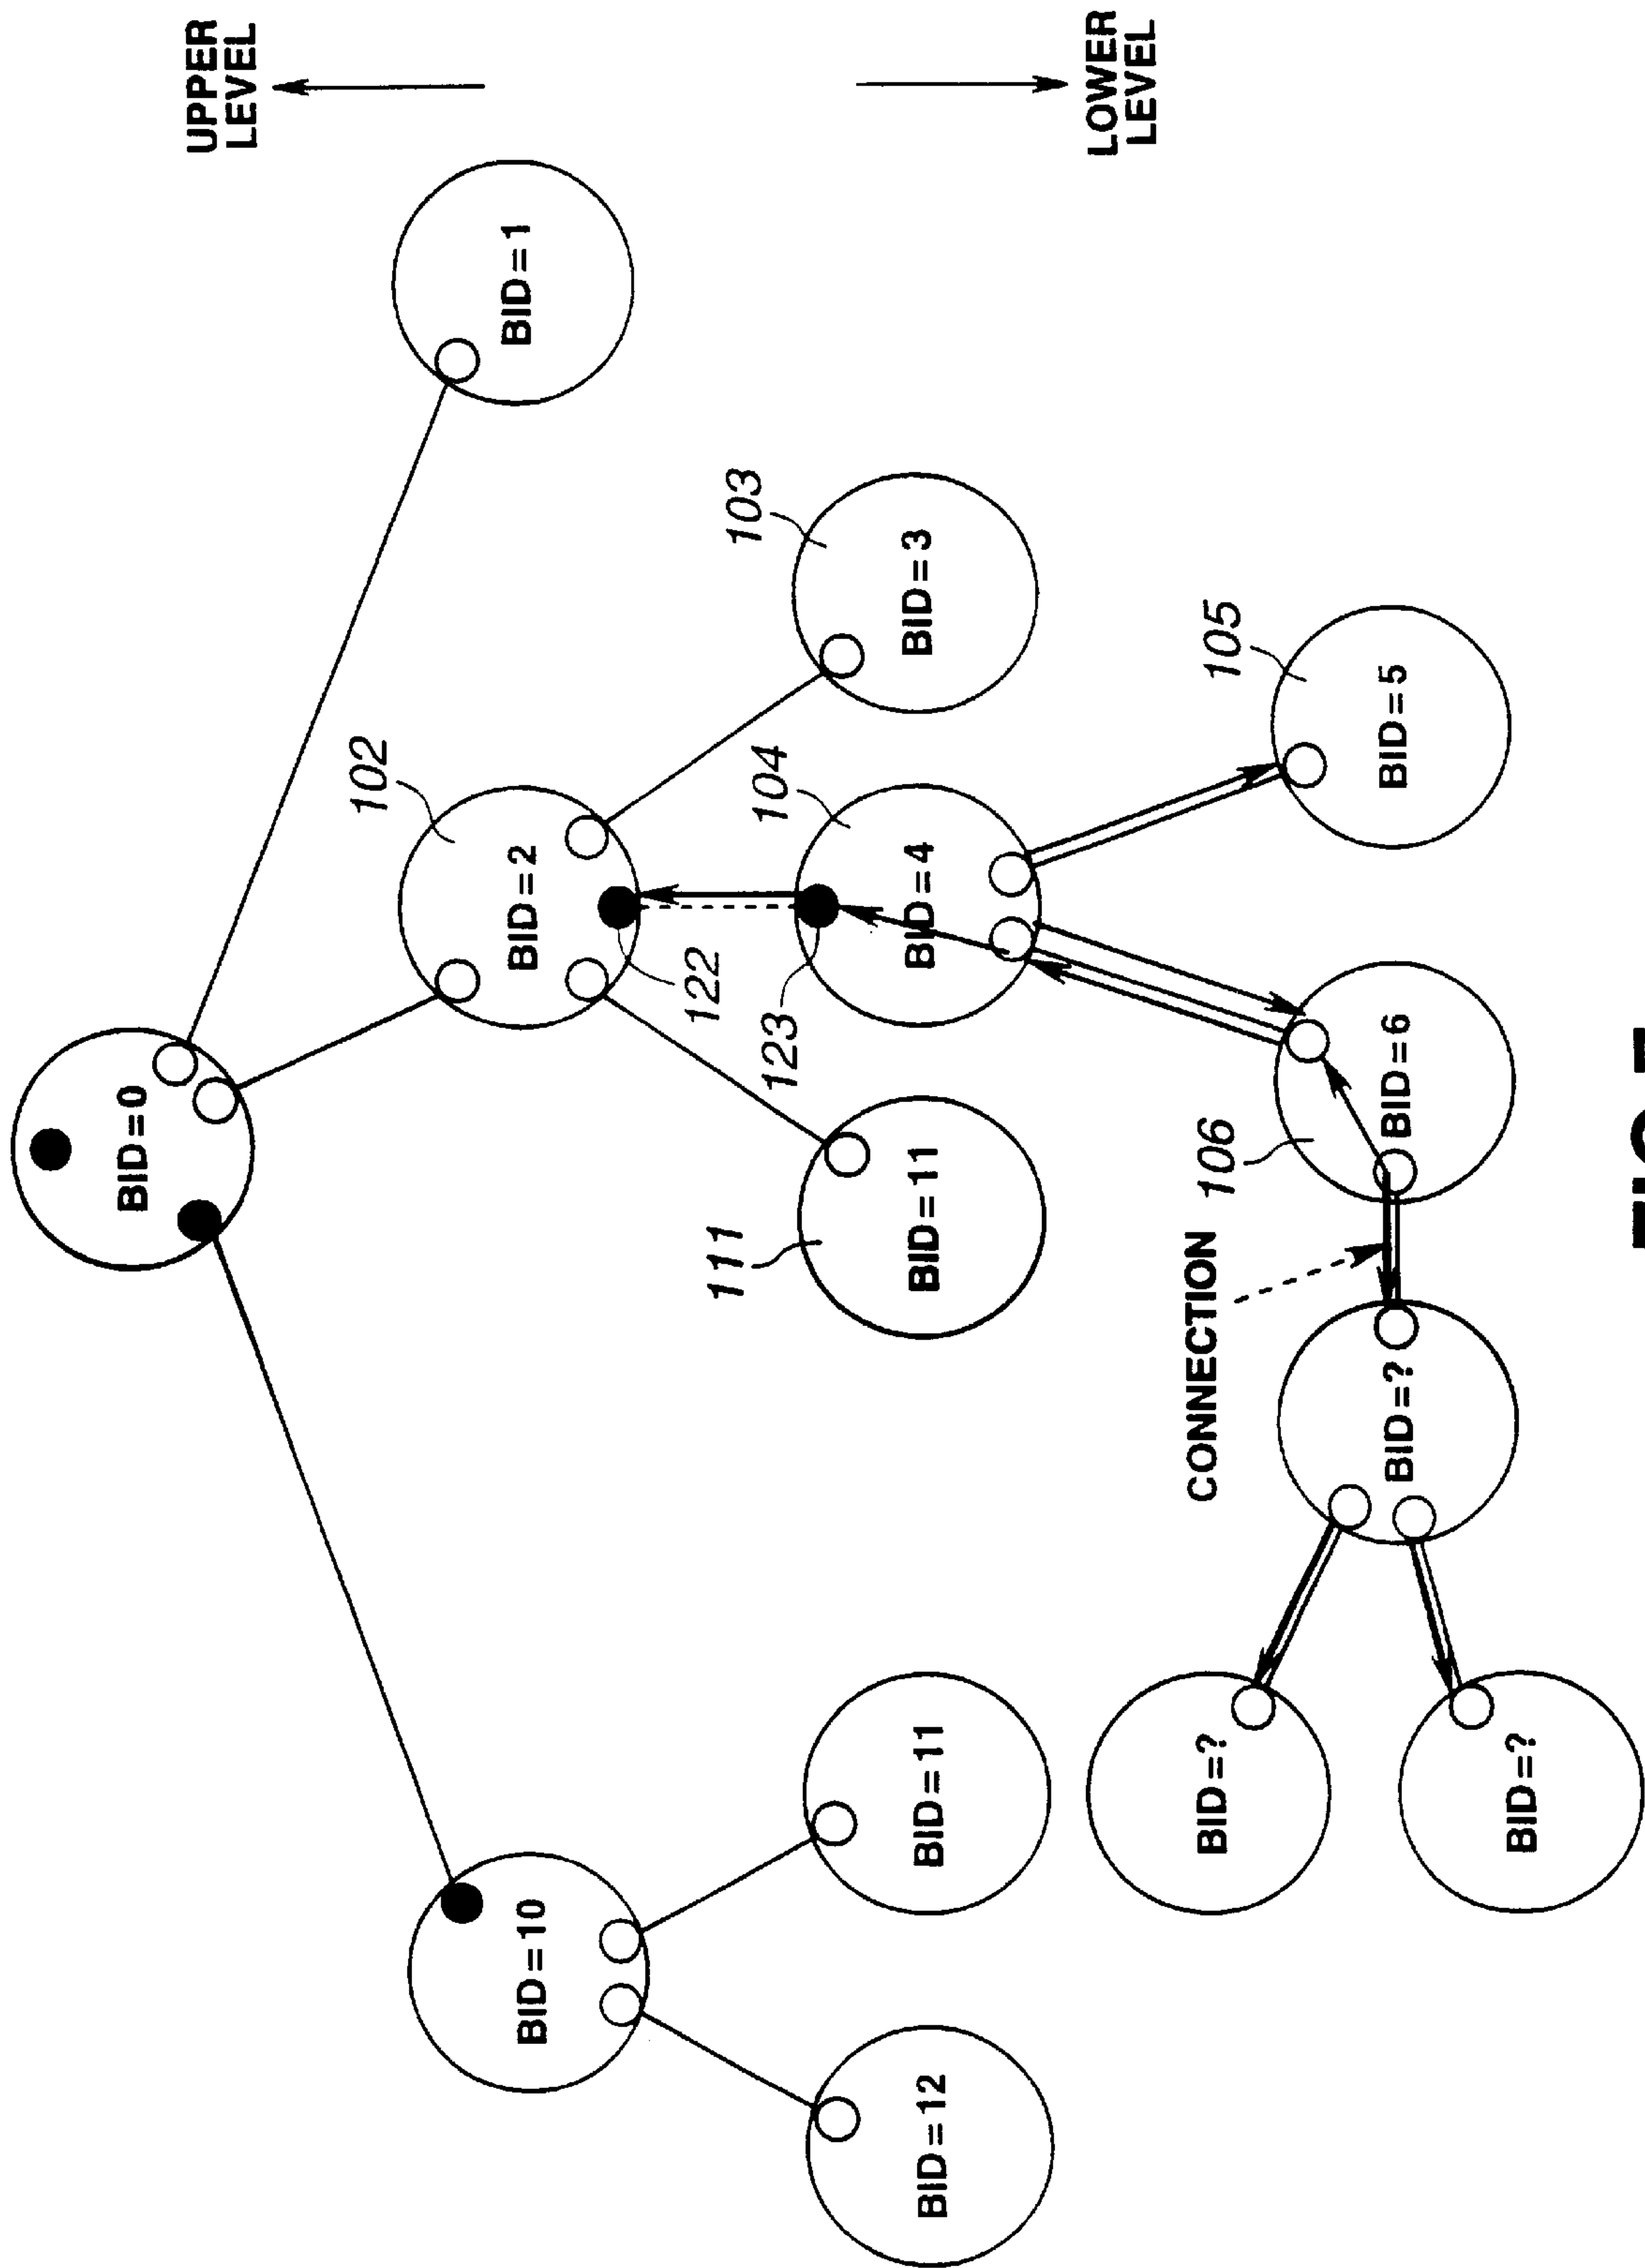 UPPER
LEVEL
LOWER
LEVEL
BID=0
BID=1
102
BID=2
122
BID=10
103
BID=3
104
BID=4
123
111
BID=11
BID=11
BID=12
105
BID=5
106
BID=6
CONNECTION
BID=?
BID=?
BID=?